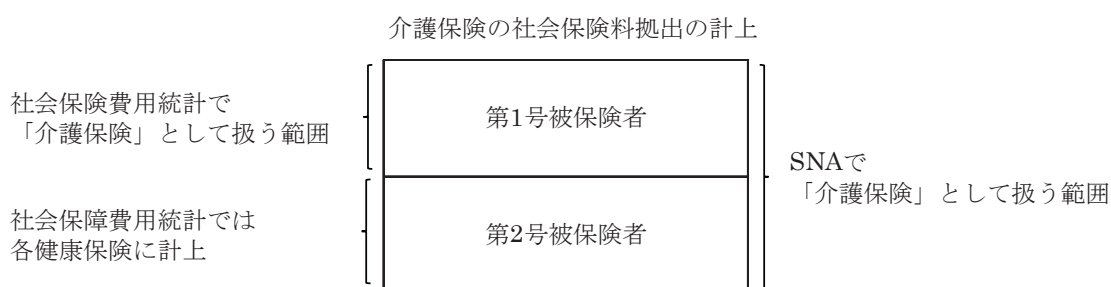 介護保険の社会保険料拠出の計上
社会保険費用統計で
「介護保険」として扱う範囲
第1号被保険者
SNAで
「介護保険」として扱う範囲
社会保障費用統計では
各健康保険に計上
第2号被保険者